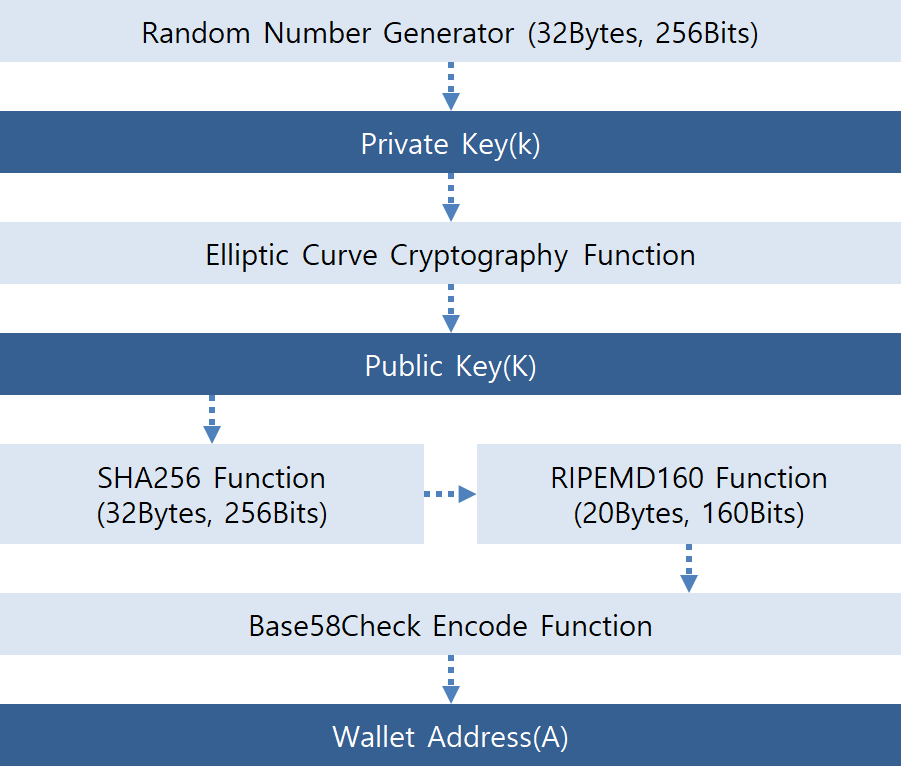 Random Number Generator (32Bytes, 256Bits)
Private Key(k)
Elliptic Curve Cryptography Function
Public Key(K)
SHA256 Function
(32Bytes, 256Bits)
RIPEMD160 Function
(20Bytes, 160Bits)
Base58Check Encode Function
Wallet Address(A)